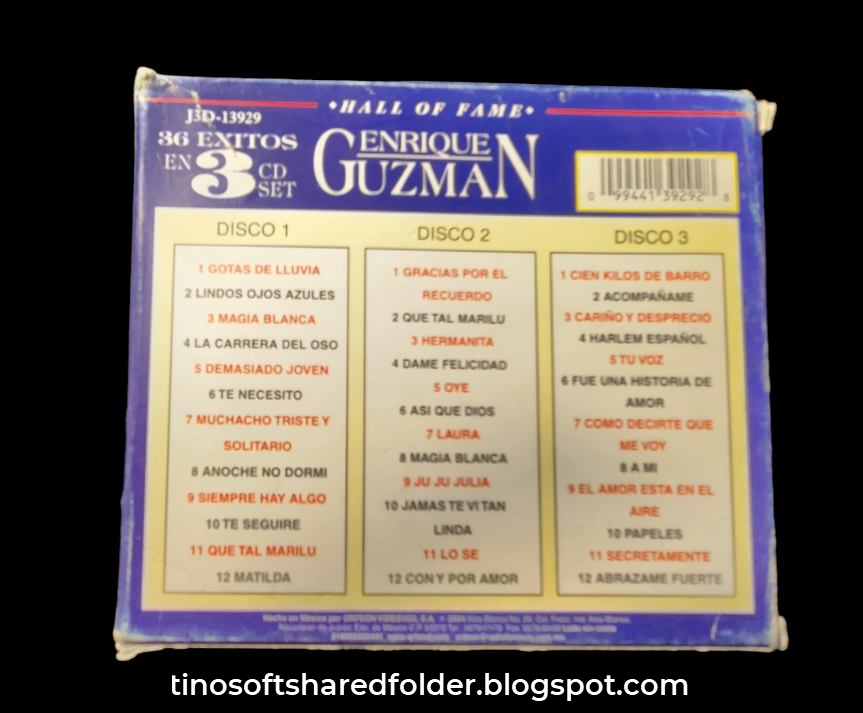 •HALL OF FAME•
J3D-13929
36 EXITOS
EN 3 CD SET
ENRIQUE
GUZMAN
0 99441 39292 8
DISCO 1
1 GOTAS DE LLUVIA
2 LINDOS OJOS AZULES
3 MAGIA BLANCA
4 LA CARRERA DEL OSO
5 DEMASIADO JOVEN
6 TE NECESITO
7 MUCHACHO TRISTE Y
SOLITARIO
8 ANOCHE NO DORMI
9 SIEMPRE HAY ALGO
10 TE SEGUIRE
11 QUE TAL MARILU
12 MATILDA
DISCO 2
1 GRACIAS POR EL
RECUERDO
2 QUE TAL MARILU
3 HERMANITA
4 DAME FELICIDAD
5 OYE
6 ASI QUE DIOS
7 LAURA
8 MAGIA BLANCA
9 JU JU JULIA
10 JAMAS TE VI TAN
LINDA
11 LO SE
12 CON Y POR AMOR
DISCO 3
1 CIEN KILOS DE BARRO
2 ACOMPAÑAME
3 CARIÑO Y DESPRECIO
4 HARLEM ESPAÑOL
5 TU VOZ
6 FUE UNA HISTORIA DE
AMOR
7 COMO DECIRTE QUE
ME VOY
8 A MI
9 EL AMOR ESTA EN EL
AIRE
10 PAPELES
11 SECRETAMENTE
12 ABRAZAME FUERTE
Hecho en México por ORFEON VIDEOVOX, S.A.
tinosoftsharedfolder.blogspot.com